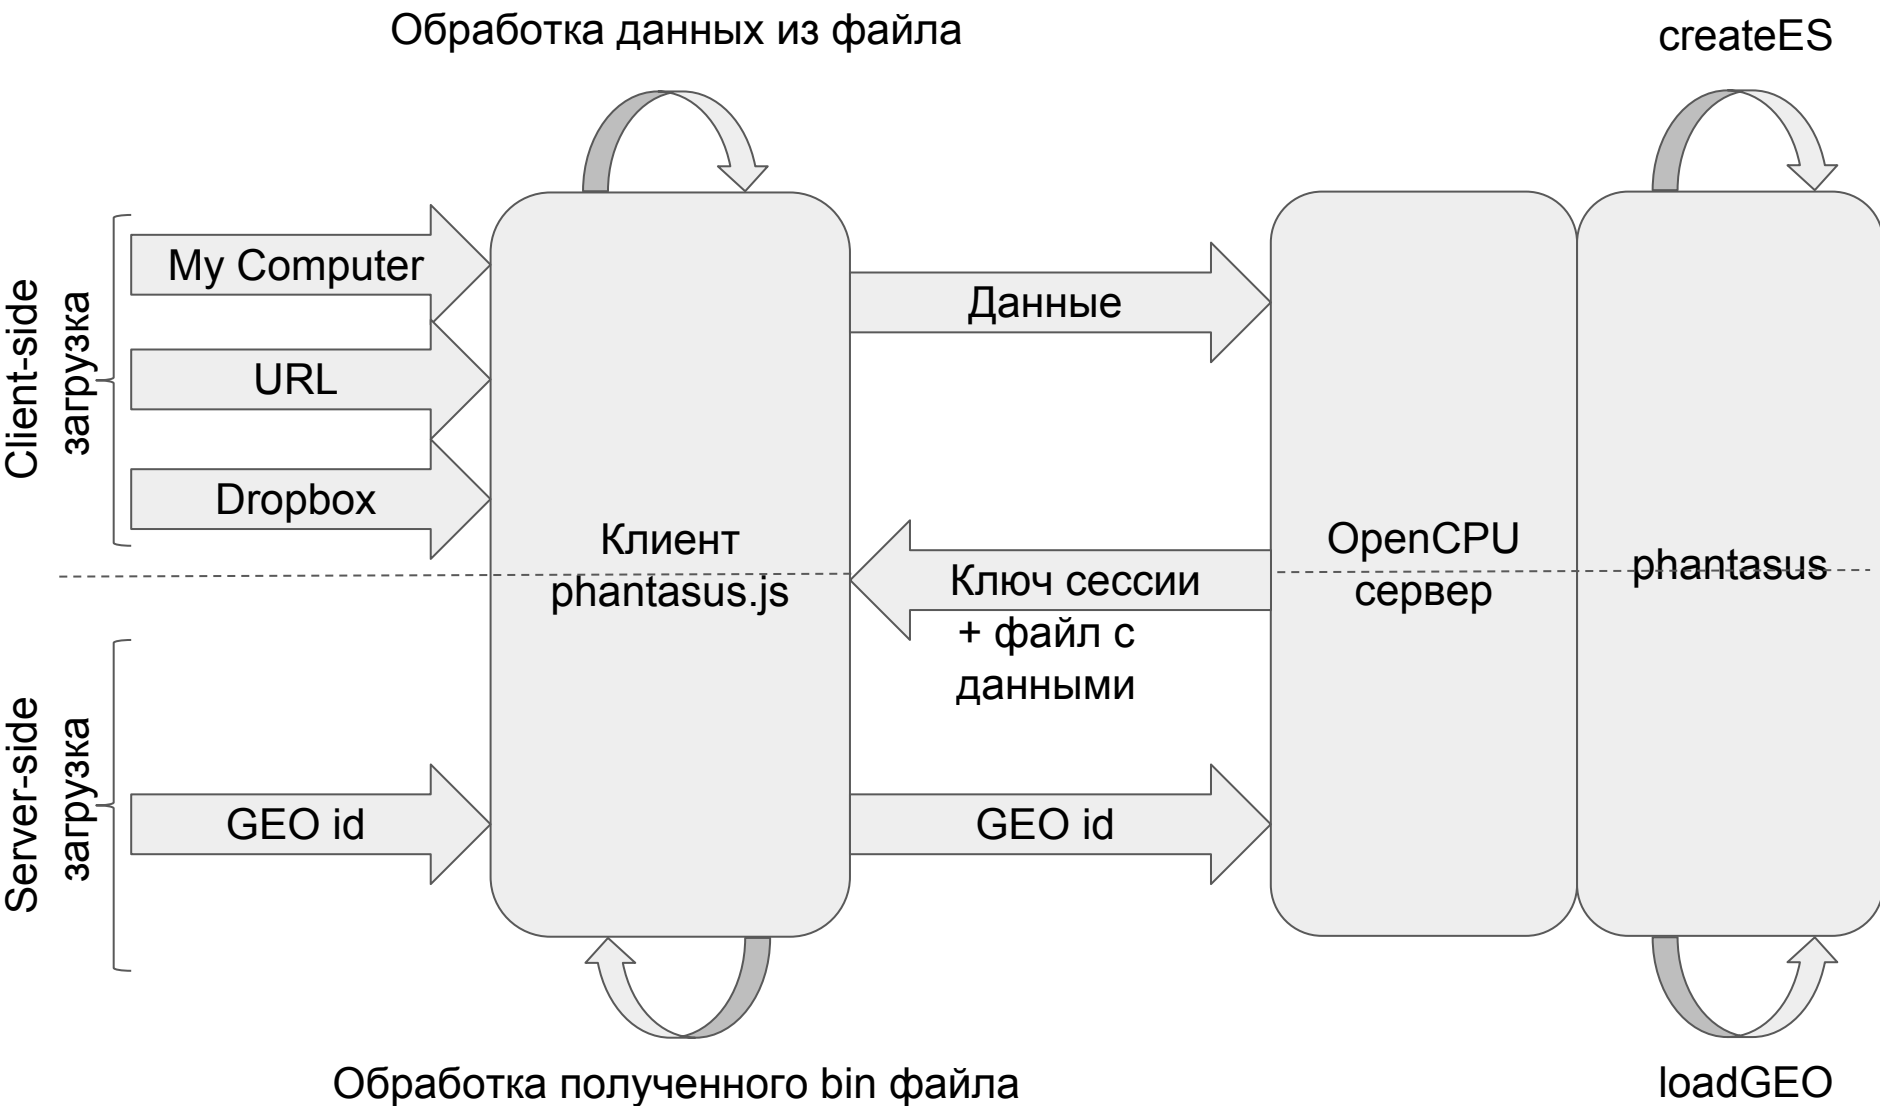 Обработка данных из файла
createES
Client-side
загрузка
My Computer
URL
Dropbox
Данные
Клиент
phantasus.js
OpenCPU
сервер
phantasus
Ключ сессии
+ файл с
данными
Server-side
загрузка
GEO id
GEO id
Обработка полученного bin файла
loadGEO